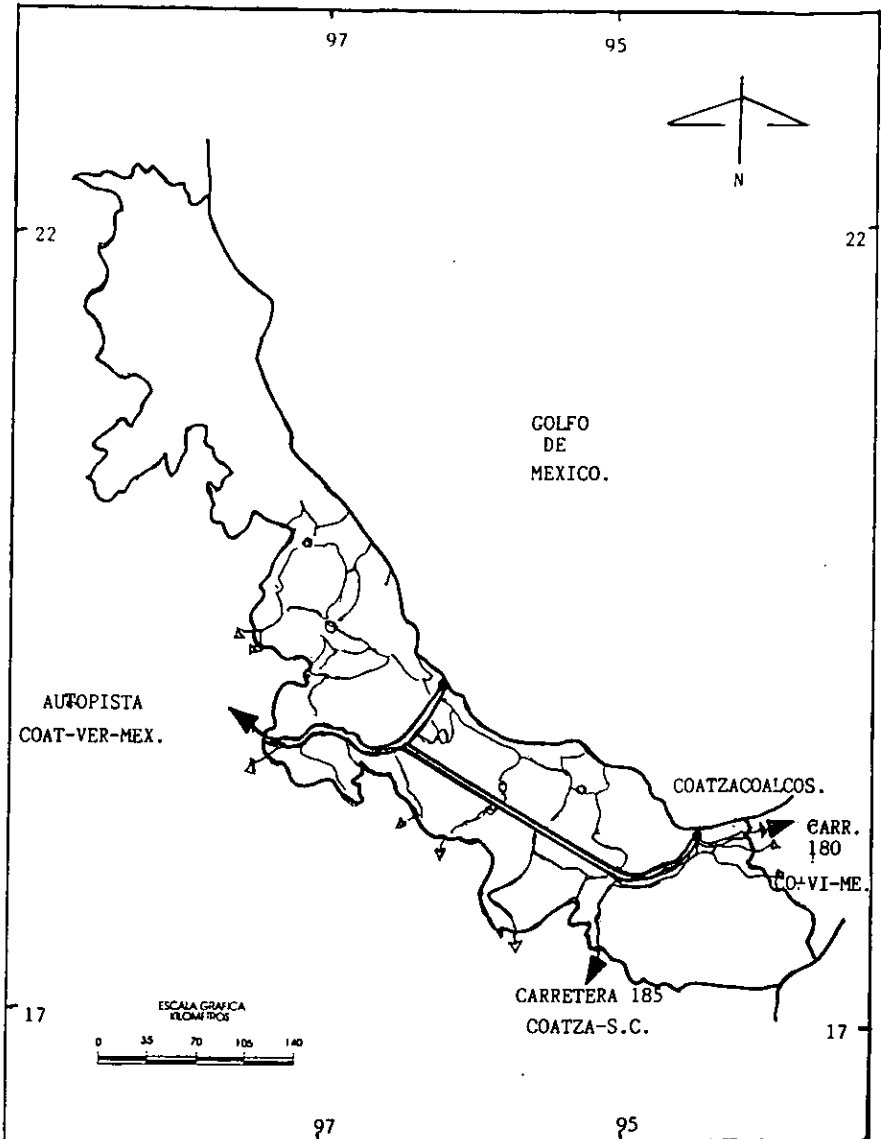 97 95
N
22 22
GOLFO
DE
MEXICO.
AUTOPISTA
COAT-VER-MEX.
COATZACOALCOS.
CARR.
180
CO-VI-ME.
CARRETERA 185
COATZA-S.C.
17 17
ESCALA GRAFICA
KILOMETROS
0 35 70 105 140
97 95